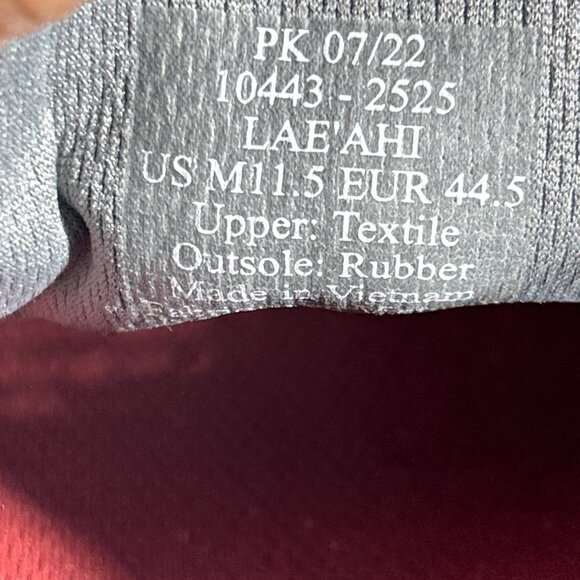 PK 07/22
10443 - 2525
LAE'AHI
US M11.5 EUR 44.5
Upper: Textile
Outsole: Rubber
Made in Vietnam